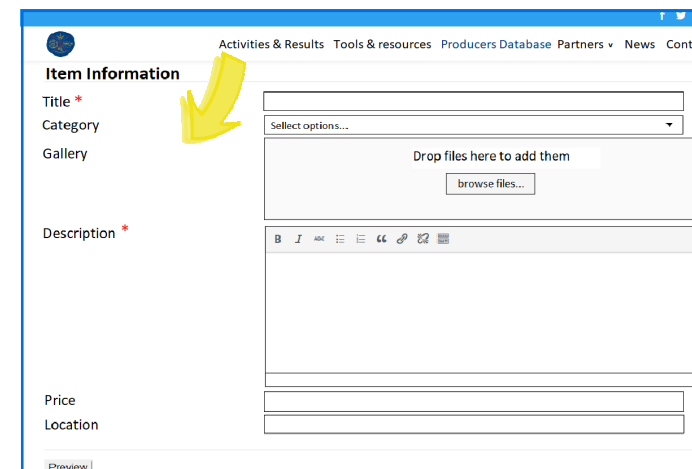 Activities & Results Tools & resources Producers Database Partners ∨ News Cont
Item Information
Title *
Category
Select options...
Gallery
Drop files here to add them
browse files...
Description *
B I ABC
Price
Location
Preview